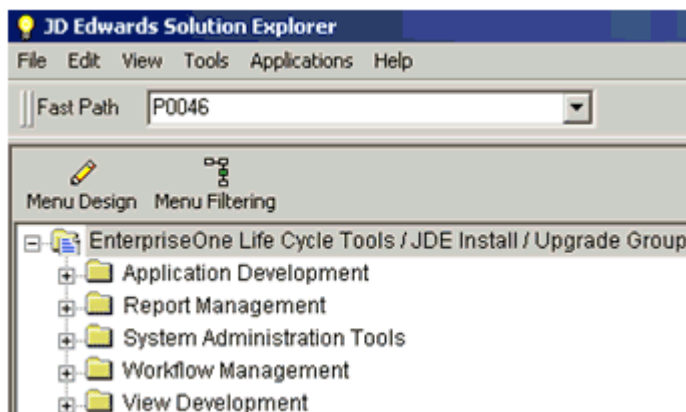 JD Edwards Solution Explorer
File Edit View Tools Applications Help
Fast Path P0046
Menu Design Menu Filtering
EnterpriseOne Life Cycle Tools / JDE Install / Upgrade Group
Application Development
Report Management
System Administration Tools
Workflow Management
View Development